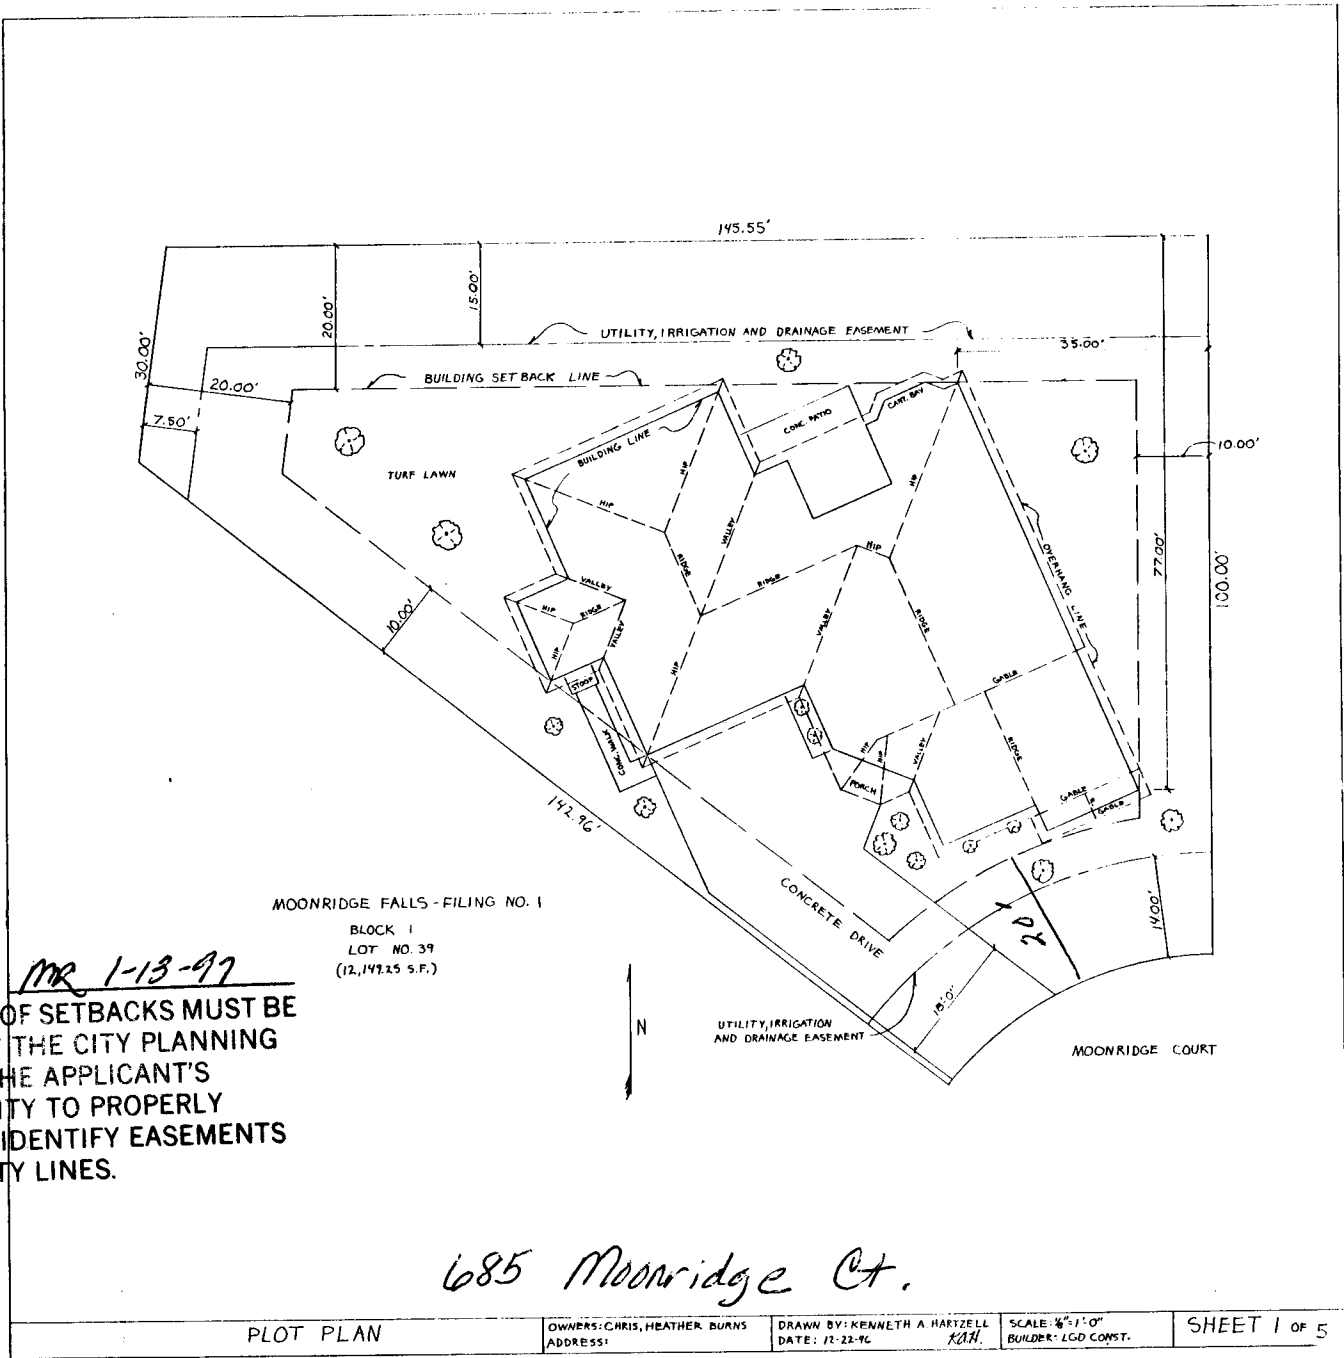 145.55'
20.00'
15.00'
UTILITY, IRRIGATION AND DRAINAGE EASEMENT
35.00'
30.00'
20.00'
BUILDING SETBACK LINE
7.50'
CONC. PATIO
CANT. BAY
10.00'
BUILDING LINE
TURF LAWN
HIP
HIP
HIP
VALLEY
RIDGE
HIP
RIDGE
OVERHANG LINE
77.00'
100.00'
VALLEY
HIP
RIDGE
VALLEY
HIP
10.00'
VALLEY
RIDGE
HIP
STOOP
GABLE
CONC. WALK
HIP
HIP
VALLEY
RIDGE
PORCH
GABLE
GABLE
142.96'
CONCRETE DRIVE
14.00'
MOONRIDGE FALLS - FILING NO. 1
BLOCK 1
LOT NO. 39
(12,149.25 S.F.)
MR 1-13-97
OF SETBACKS MUST BE
THE CITY PLANNING
HE APPLICANT'S
ITY TO PROPERLY
IDENTIFY EASEMENTS
TY LINES.
N
18'0"
UTILITY, IRRIGATION
AND DRAINAGE EASEMENT
MOONRIDGE COURT
685 Moonridge Ct.
PLOT PLAN
OWNERS: CHRIS, HEATHER BURNS
ADDRESS:
DRAWN BY: KENNETH A. HARTZELL
DATE: 12-22-96 K.A.H.
SCALE: ⅛"=1'-0"
BUILDER: LGD CONST.
SHEET 1 OF 5